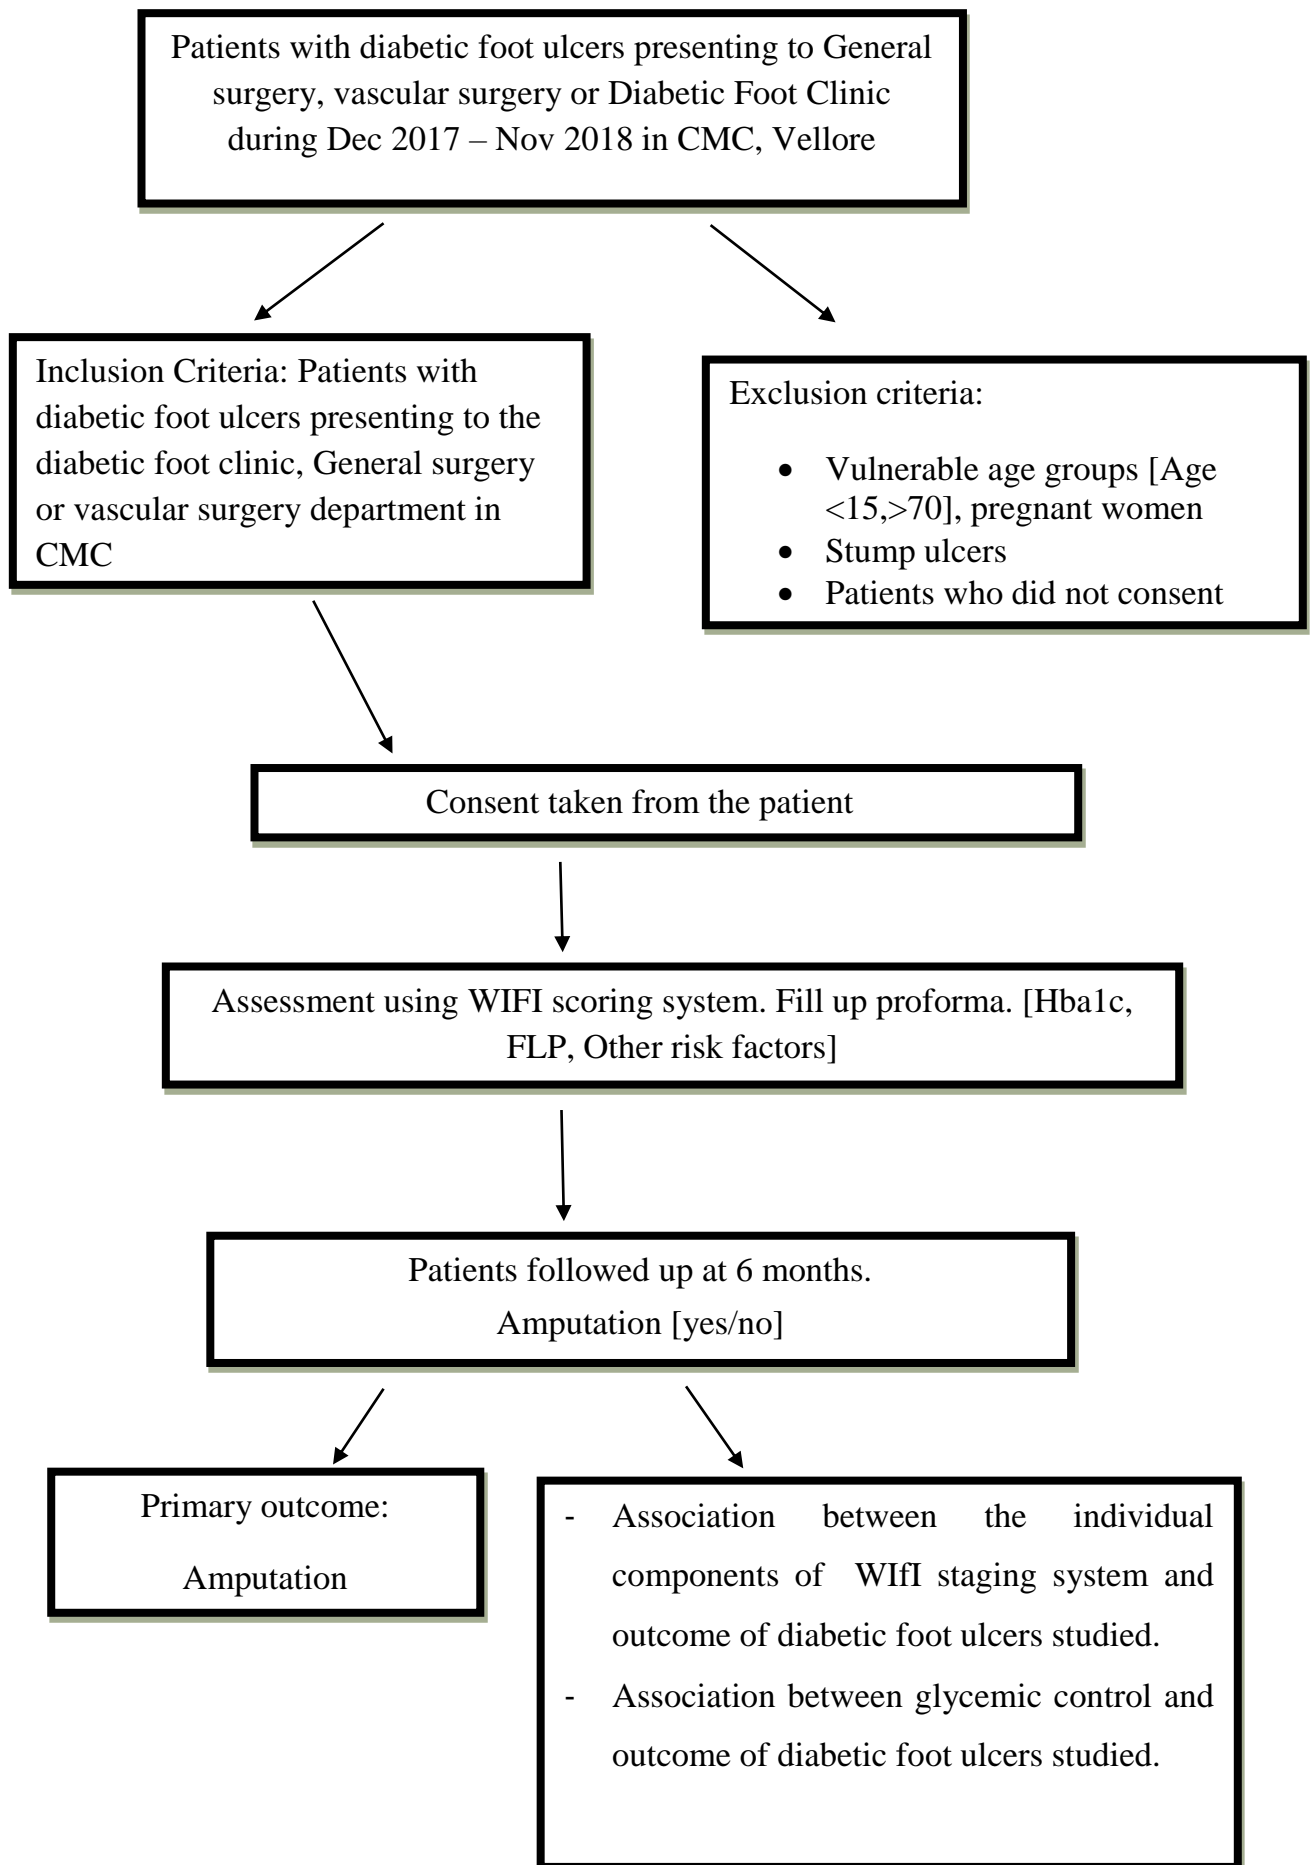 Patients with diabetic foot ulcers presenting to General
surgery, vascular surgery or Diabetic Foot Clinic
during Dec 2017 – Nov 2018 in CMC, Vellore
Inclusion Criteria: Patients with
diabetic foot ulcers presenting to the
diabetic foot clinic, General surgery
or vascular surgery department in
CMC
Exclusion criteria:
• Vulnerable age groups [Age
<15,>70], pregnant women
• Stump ulcers
• Patients who did not consent
Consent taken from the patient
Assessment using WIFI scoring system. Fill up proforma. [Hba1c,
FLP, Other risk factors]
Patients followed up at 6 months.
Amputation [yes/no]
Primary outcome:
Amputation
- Association between the individual
components of WIfI staging system and
outcome of diabetic foot ulcers studied.
- Association between glycemic control and
outcome of diabetic foot ulcers studied.